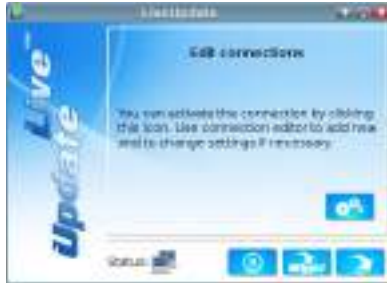 LiveUpdate
Edit connections
You can activate this connection by clicking
this icon. Use connection editor to add new
and to change settings if necessary.
Live Update
Status: